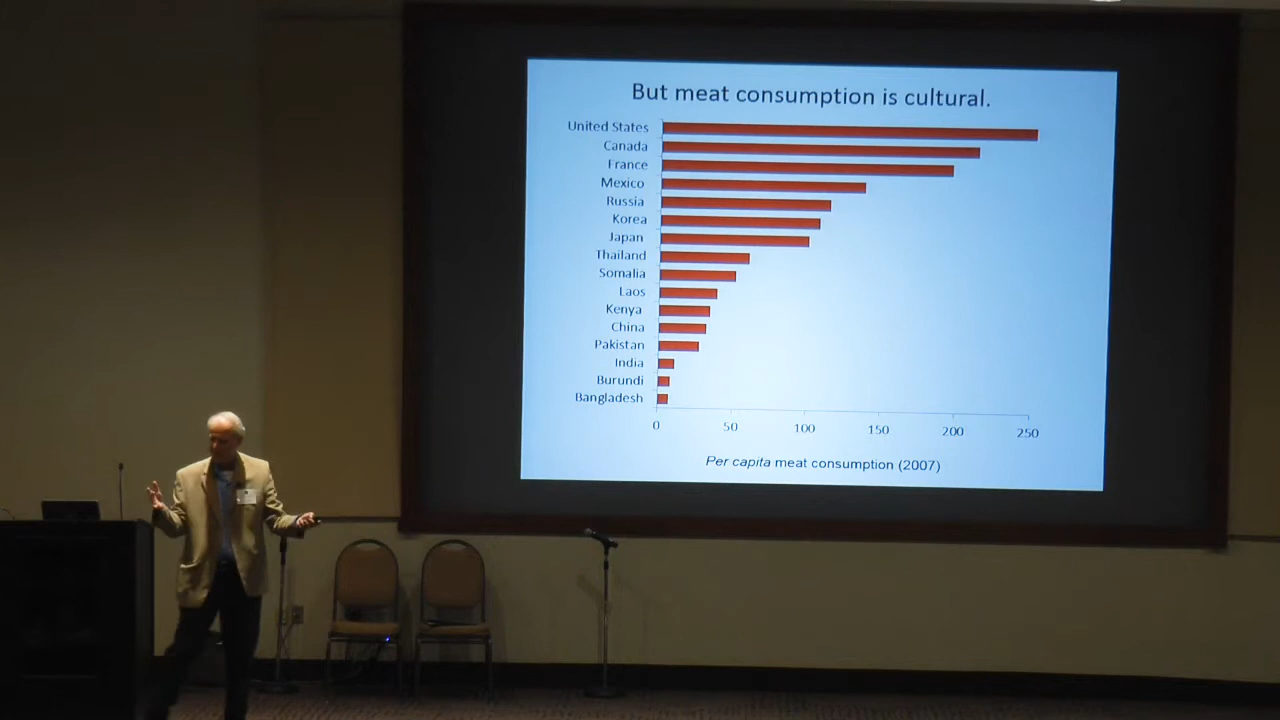 But meat consumption is cultural.
United States
Canada
France
Mexico
Russia
Korea
Japan
Thailand
Somalia
Laos
Kenya
China
Pakistan
India
Burundi
Bangladesh
0 50 100 150 200 250
Per capita meat consumption (2007)